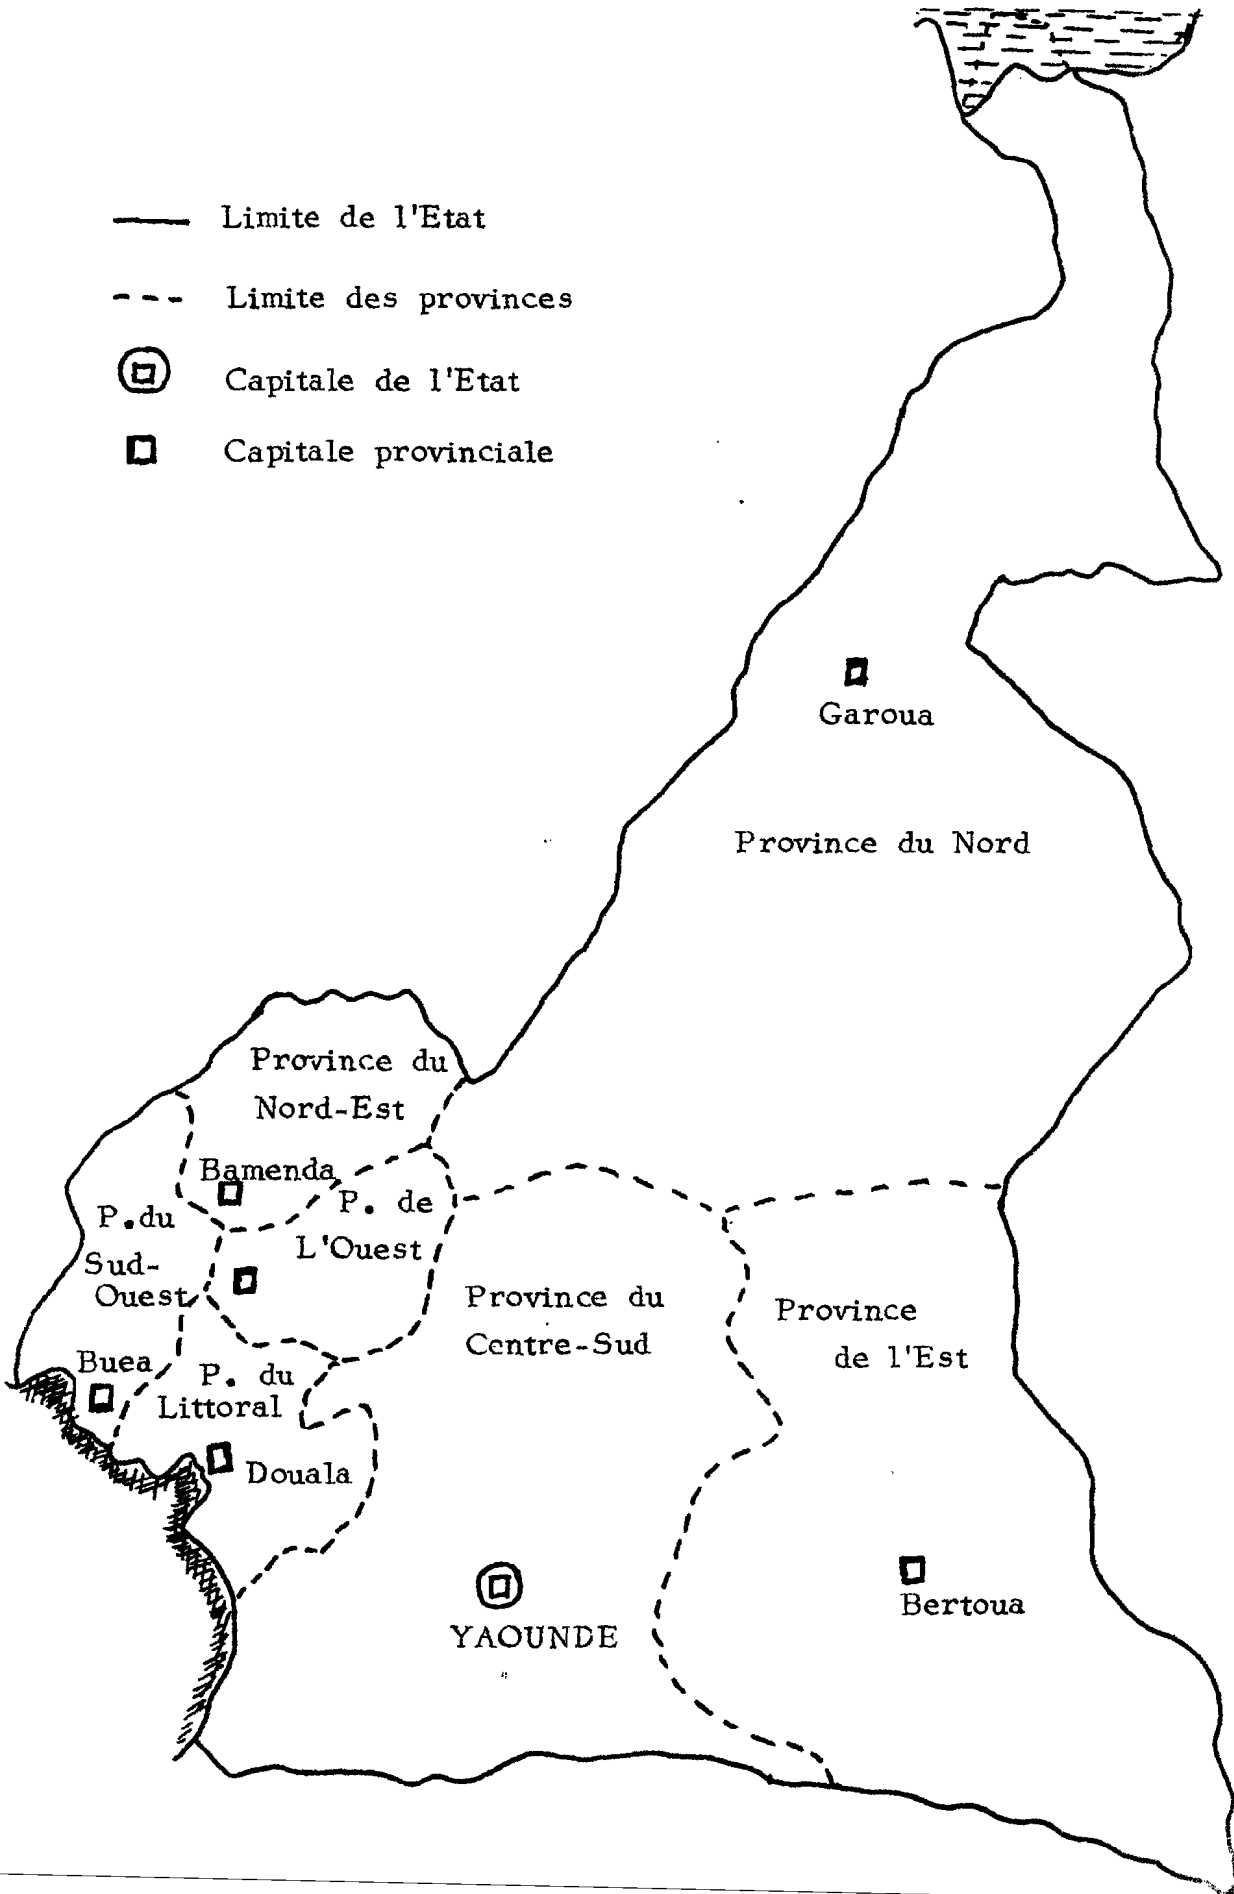 Limite de l'Etat
Limite des provinces
Capitale de l'Etat
Capitale provinciale
Garoua
Province du Nord
Province du
Nord-Est
Bamenda
P. de
L'Ouest
P.du
Sud-
Ouest
Province du
Centre-Sud
Province
de l'Est
Buea
P. du
Littoral
Douala
Bertoua
YAOUNDE